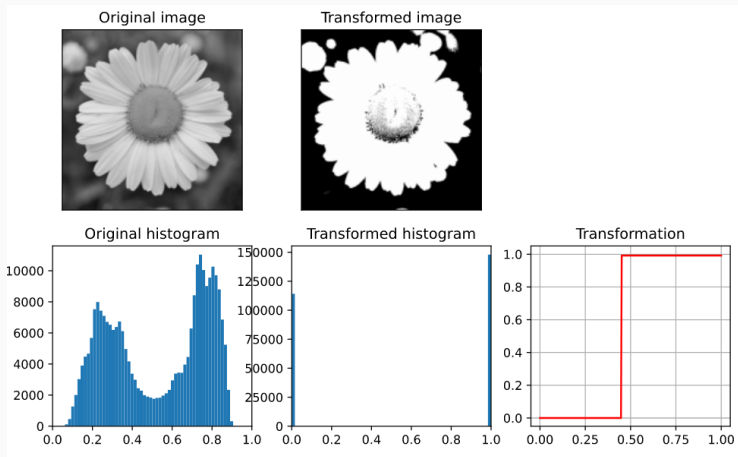 Original image
Transformed image
Original histogram
Transformed histogram
Transformation
10000
8000
6000
4000
2000
0
0.0 0.2 0.4 0.6 0.8 1.0
150000
125000
100000
75000
50000
25000
0
0.0 0.2 0.4 0.6 0.8 1.0
1.0
0.8
0.6
0.4
0.2
0.0
0.00 0.25 0.50 0.75 1.00